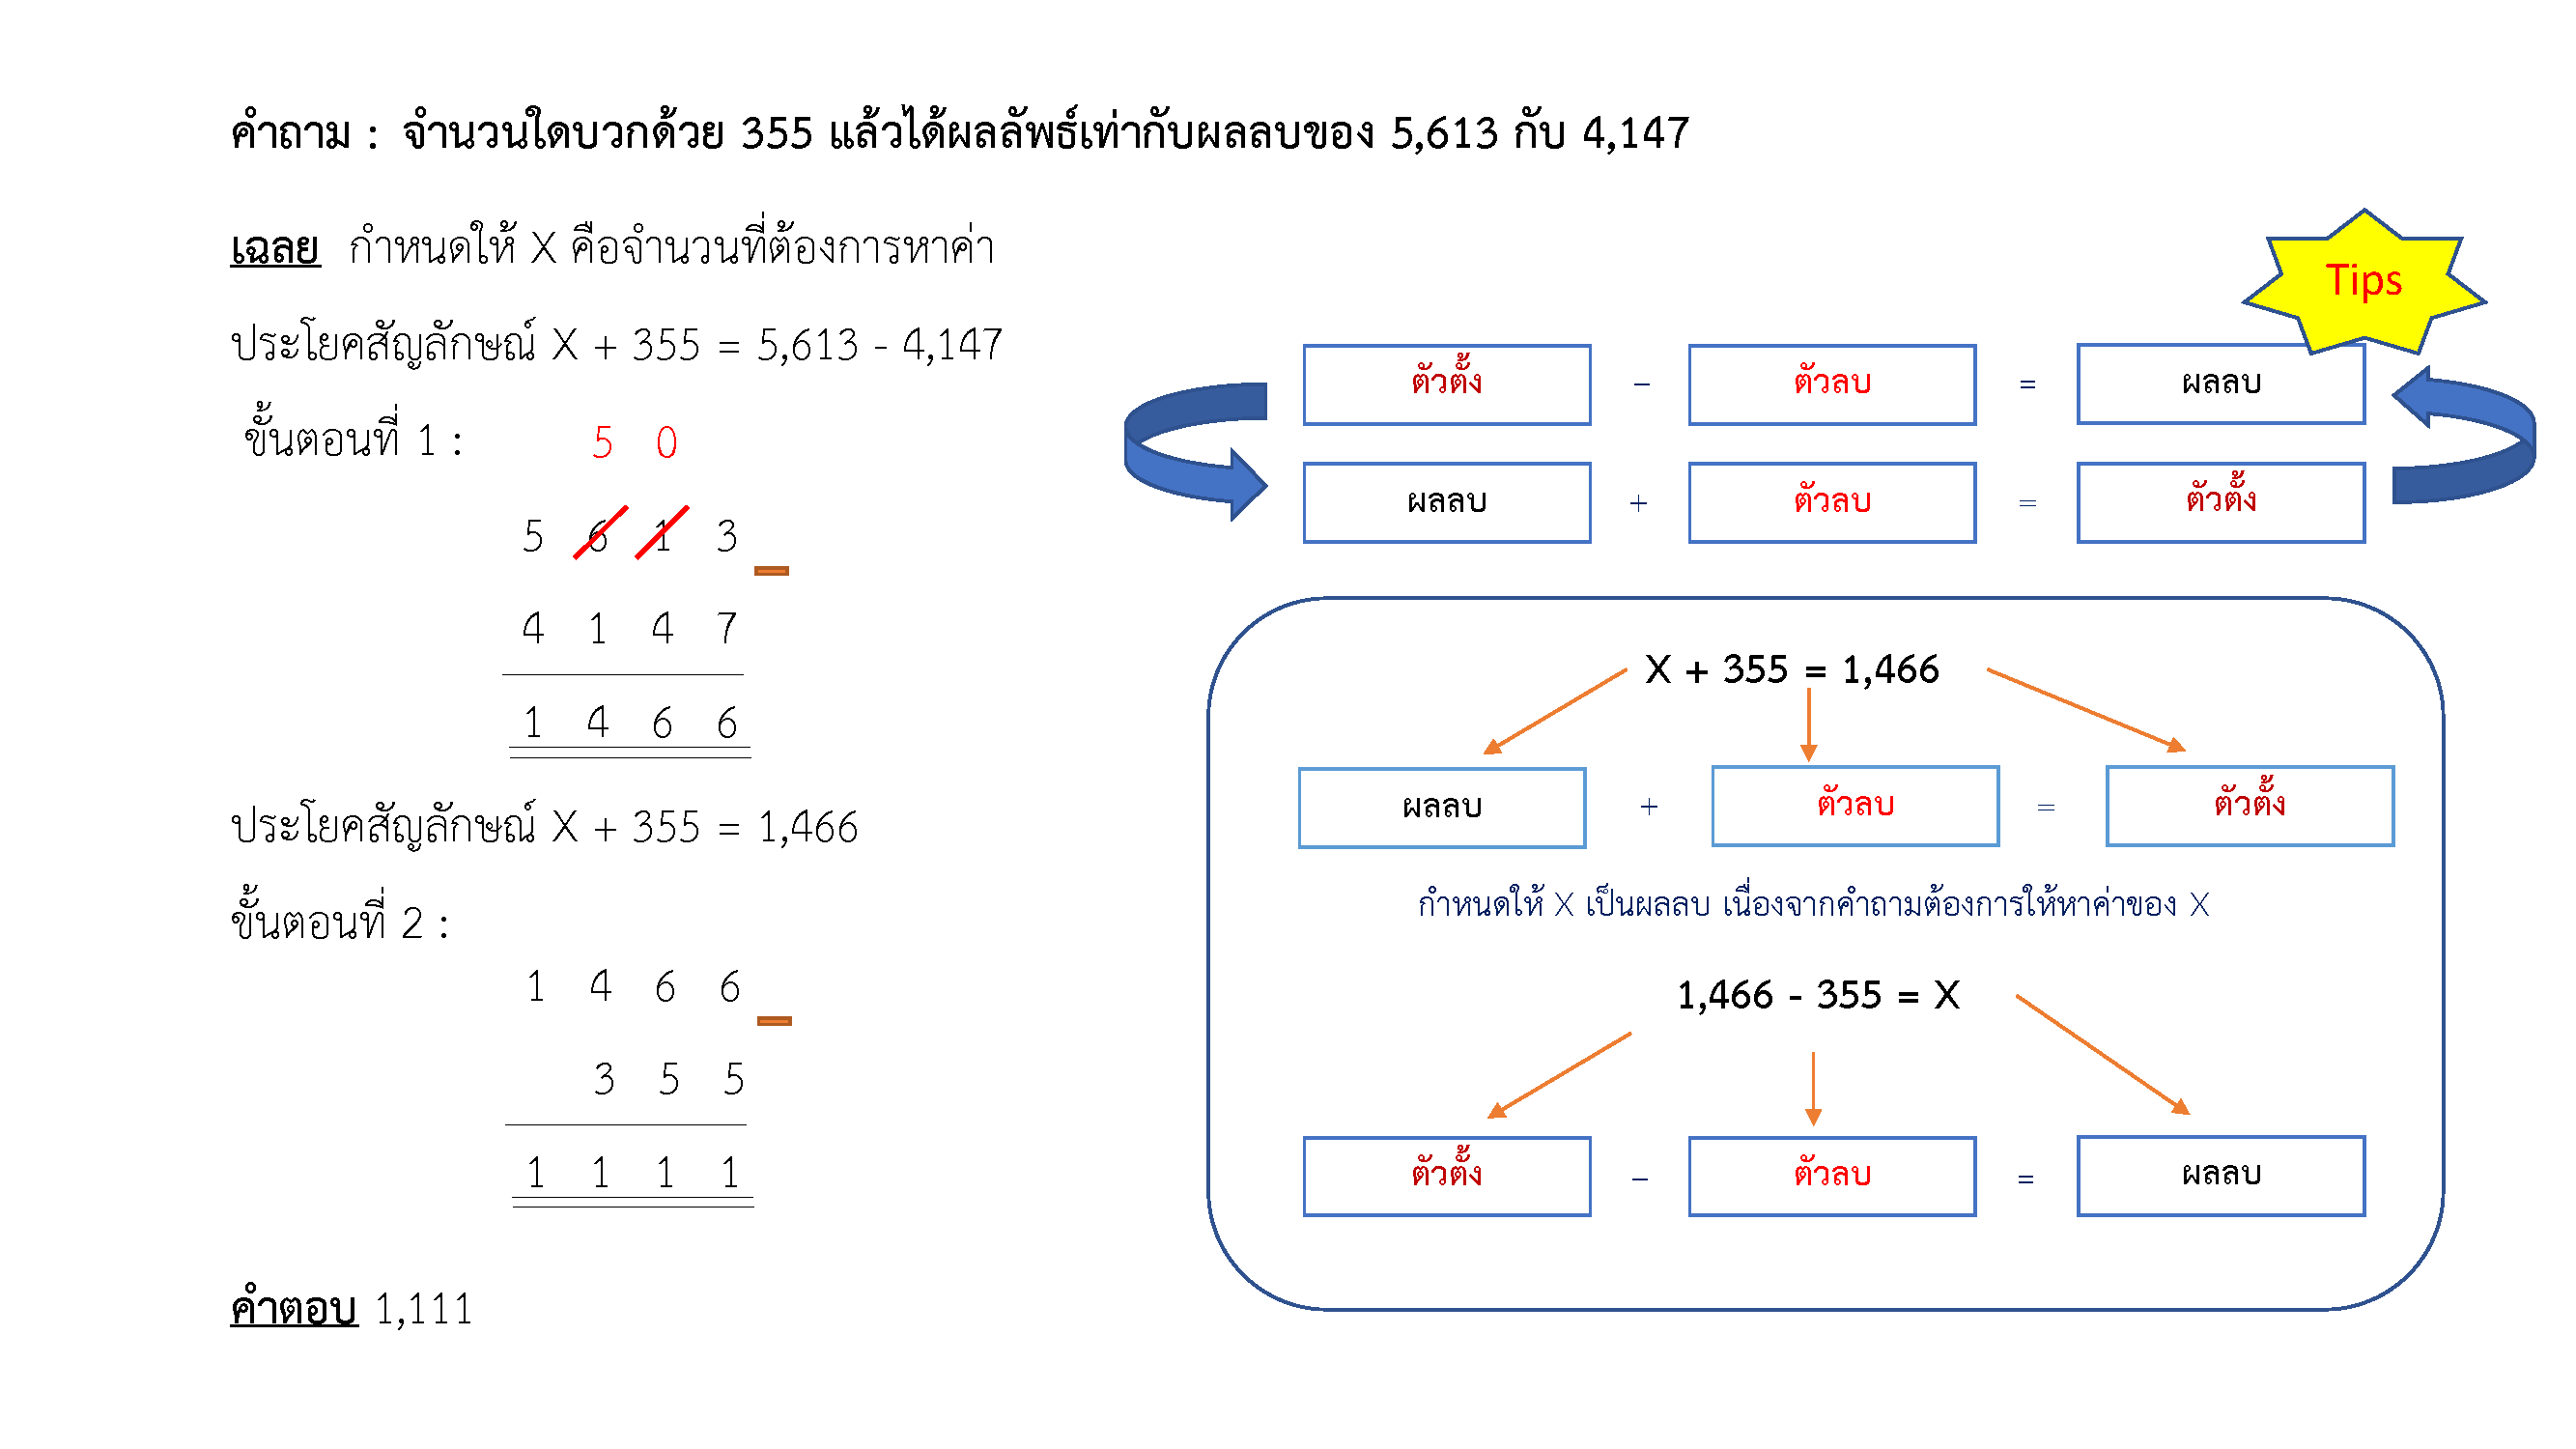 คำถาม : จำนวนใดบวกด้วย 355 แล้วได้ผลลัพธ์เท่ากับผลลบของ 5,613 กับ 4,147
เฉลย กำหนดให้ X คือจำนวนที่ต้องการหาค่า
ประโยคสัญลักษณ์ X + 355 = 5,613 - 4,147
ขั้นตอนที่ 1 : 5 0
5 6 1 3
4 1 4 7
1 4 6 6
ประโยคสัญลักษณ์ X + 355 = 1,466
ขั้นตอนที่ 2 :
1 4 6 6
3 5 5
1 1 1 1
คำตอบ 1,111
Tips
ตัวตั้ง - ตัวลบ = ผลลบ
ผลลบ + ตัวลบ = ตัวตั้ง
X + 355 = 1,466
ผลลบ + ตัวลบ = ตัวตั้ง
กำหนดให้ X เป็นผลลบ เนื่องจากคำถามต้องการให้หาค่าของ X
1,466 - 355 = X
ตัวตั้ง - ตัวลบ = ผลลบ